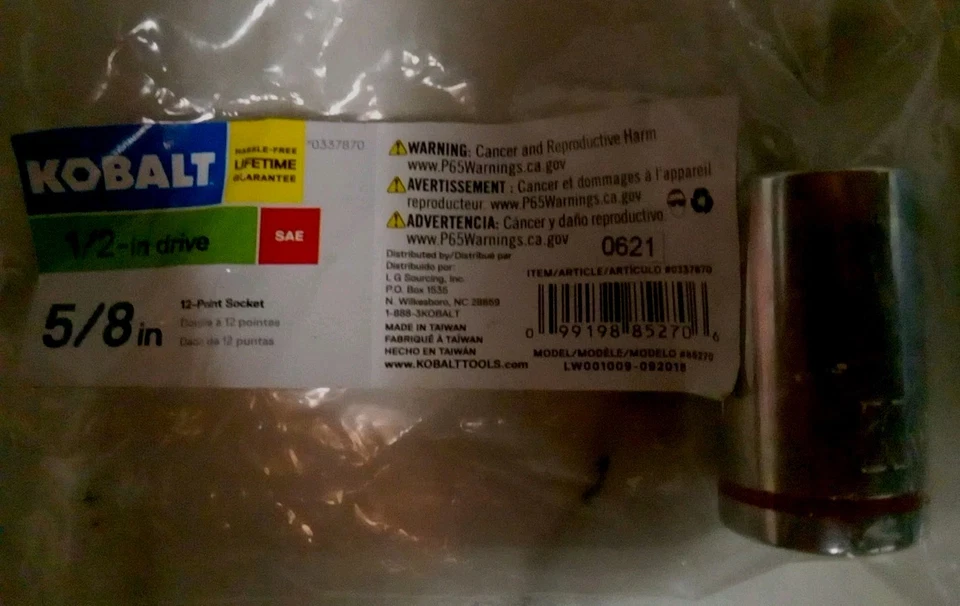 KOBALT
HASSLE-FREE
LIFETIME
GUARANTEE
*0337870
1/2-in drive
SAE
5/8 in
12-Point Socket
Douille à 12 pointes
Dado de 12 puntas
WARNING: Cancer and Reproductive Harm
www.P65Warnings.ca.gov
AVERTISSEMENT : Cancer et dommages à l'appareil
reproducteur. www.P65Warnings.ca.gov
ADVERTENCIA: Cáncer y daño reproductivo
www.P65Warnings.ca.gov
Distributed by/Distribué par
Distribuido por:
L G Sourcing, Inc.
P.O. Box 1535
N. Wilkesboro, NC 28659
1-888-3KOBALT
MADE IN TAIWAN
FABRIQUÉ À TAÏWAN
HECHO EN TAIWÁN
www.KOBALTTOOLS.com
0621
ITEM/ARTICLE/ARTÍCULO #0337870
0 99198 85270 6
MODEL/MODÈLE/MODELO #85270
LW001009-092018